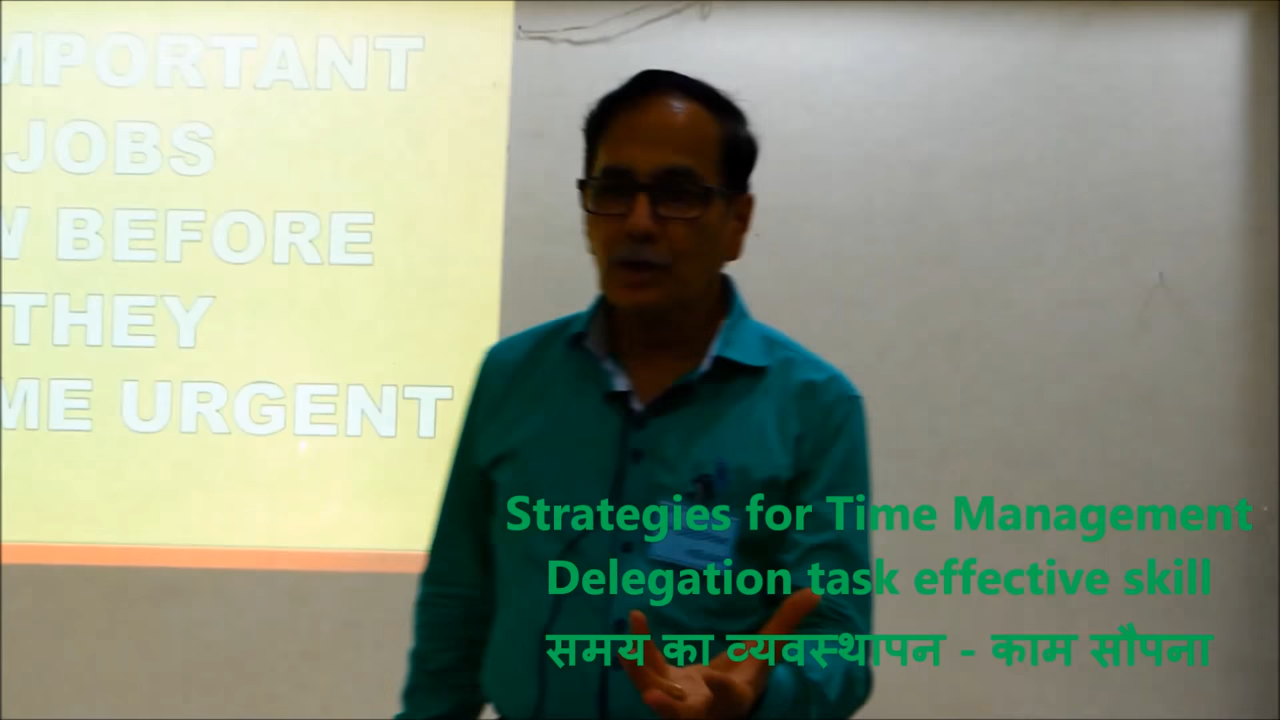 MPORTANT
JOBS
BEFORE
THEY
ME URGENT
Strategies for Time Management
Delegation task effective skill
समय का व्यवस्थापन - काम सौपना